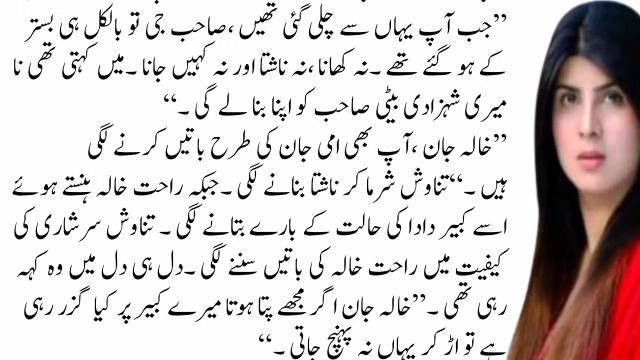 ”جب آپ یہاں سے چلی گئی تھیں ،صاحب جی تو بالکل ہی بستر
کے ہو گئے تھے ۔نہ کھانا ،نہ ناشتا اور نہ کہیں جانا ۔میں کہتی تھی نا
میری شہزادی بیٹی صاحب کو اپنا بنا لے گی ۔“
”خالہ جان ،آپ بھی امی جان کی طرح باتیں کرنے لگی
ہیں ۔“تناوش شرما کر ناشتا بنانے لگی ۔جبکہ راحت خالہ ہنستے ہوئے
اسے کبیر دادا کی حالت کے بارے بتانے لگی ۔ تناوش سرشاری کی
کیفیت میں راحت خالہ کی باتیں سننے لگی ۔دل ہی دل میں وہ کہہ
رہی تھی ۔”خالہ جان اگر مجھے پتا ہوتا میرے کبیر پر کیا گزر رہی
ہے تو اڑ کر یہاں نہ پہنچ جاتی ۔“